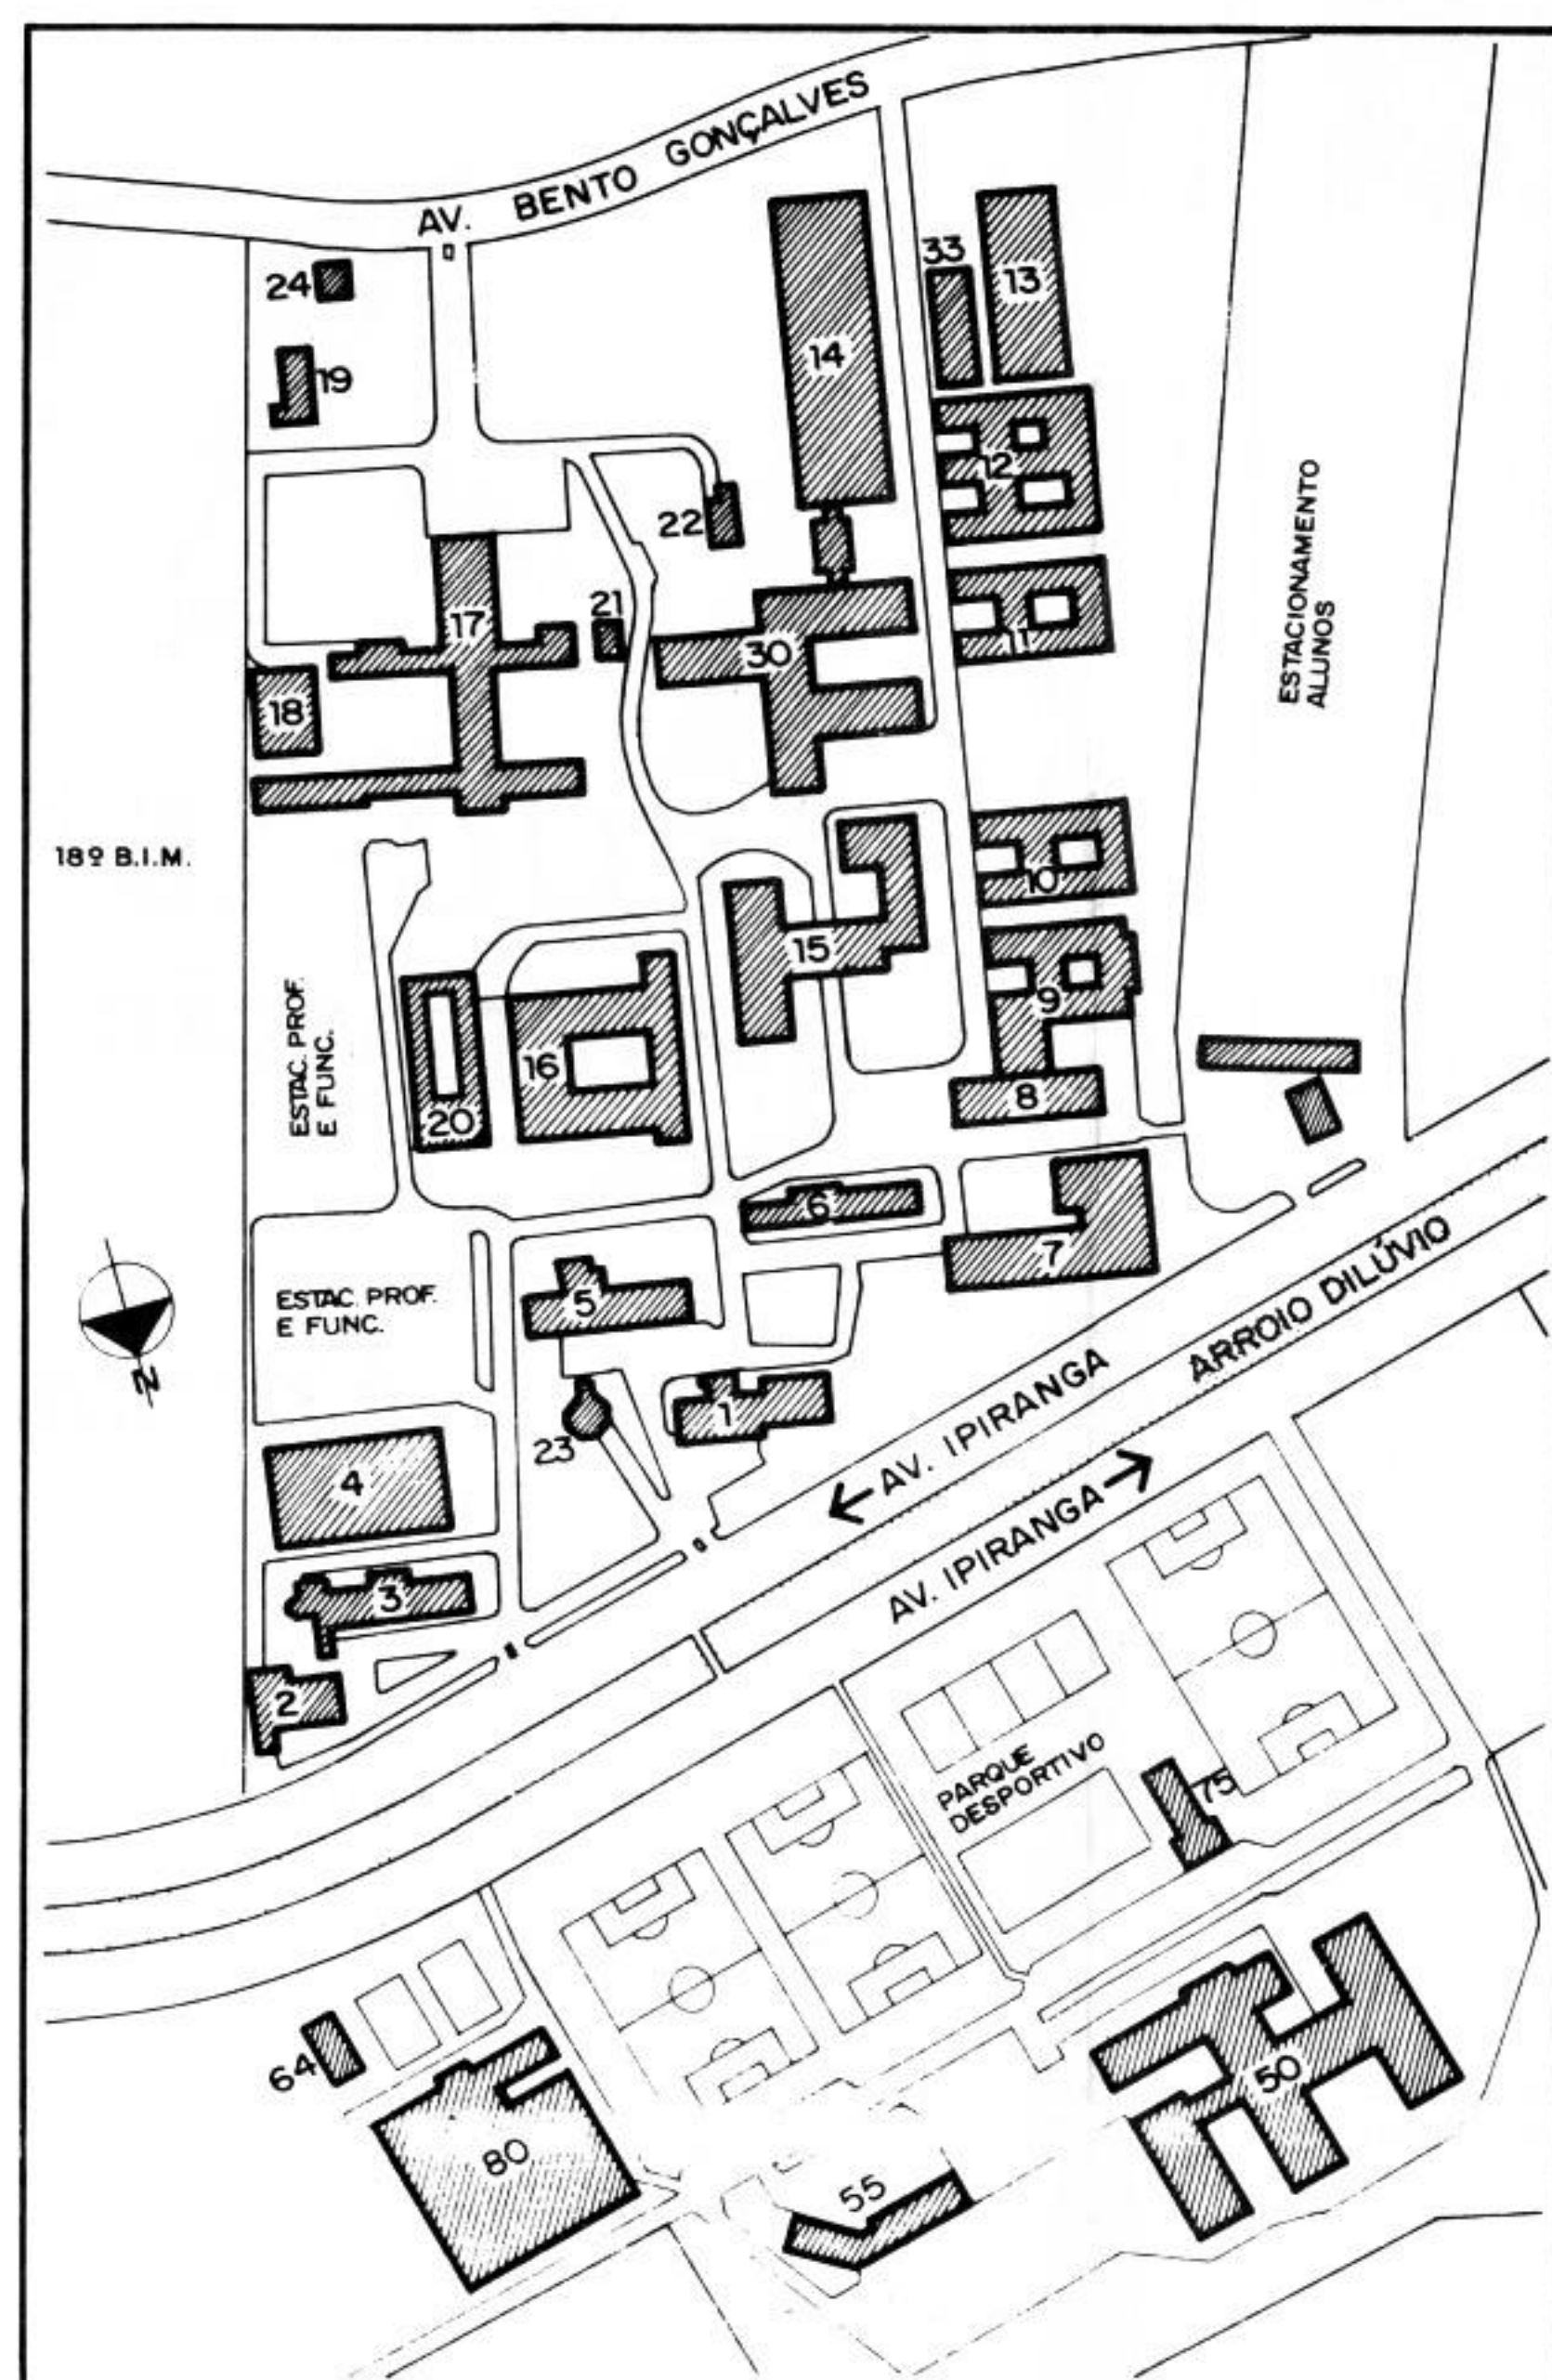 AV. BENTO GONÇALVES
24
19
33
13
14
12
22
21
17
30
11
18
ESTACIONAMENTO
ALUNOS
18º B.I.M.
10
15
9
16
20
8
ESTAC. PROF.
E FUNC.
6
7
5
ESTAC. PROF.
E FUNC.
N
1
23
4
3
2
← AV. IPIRANGA
ARROIO DILÚVIO
AV. IPIRANGA →
PARQUE
DESPORTIVO
75
64
80
55
50